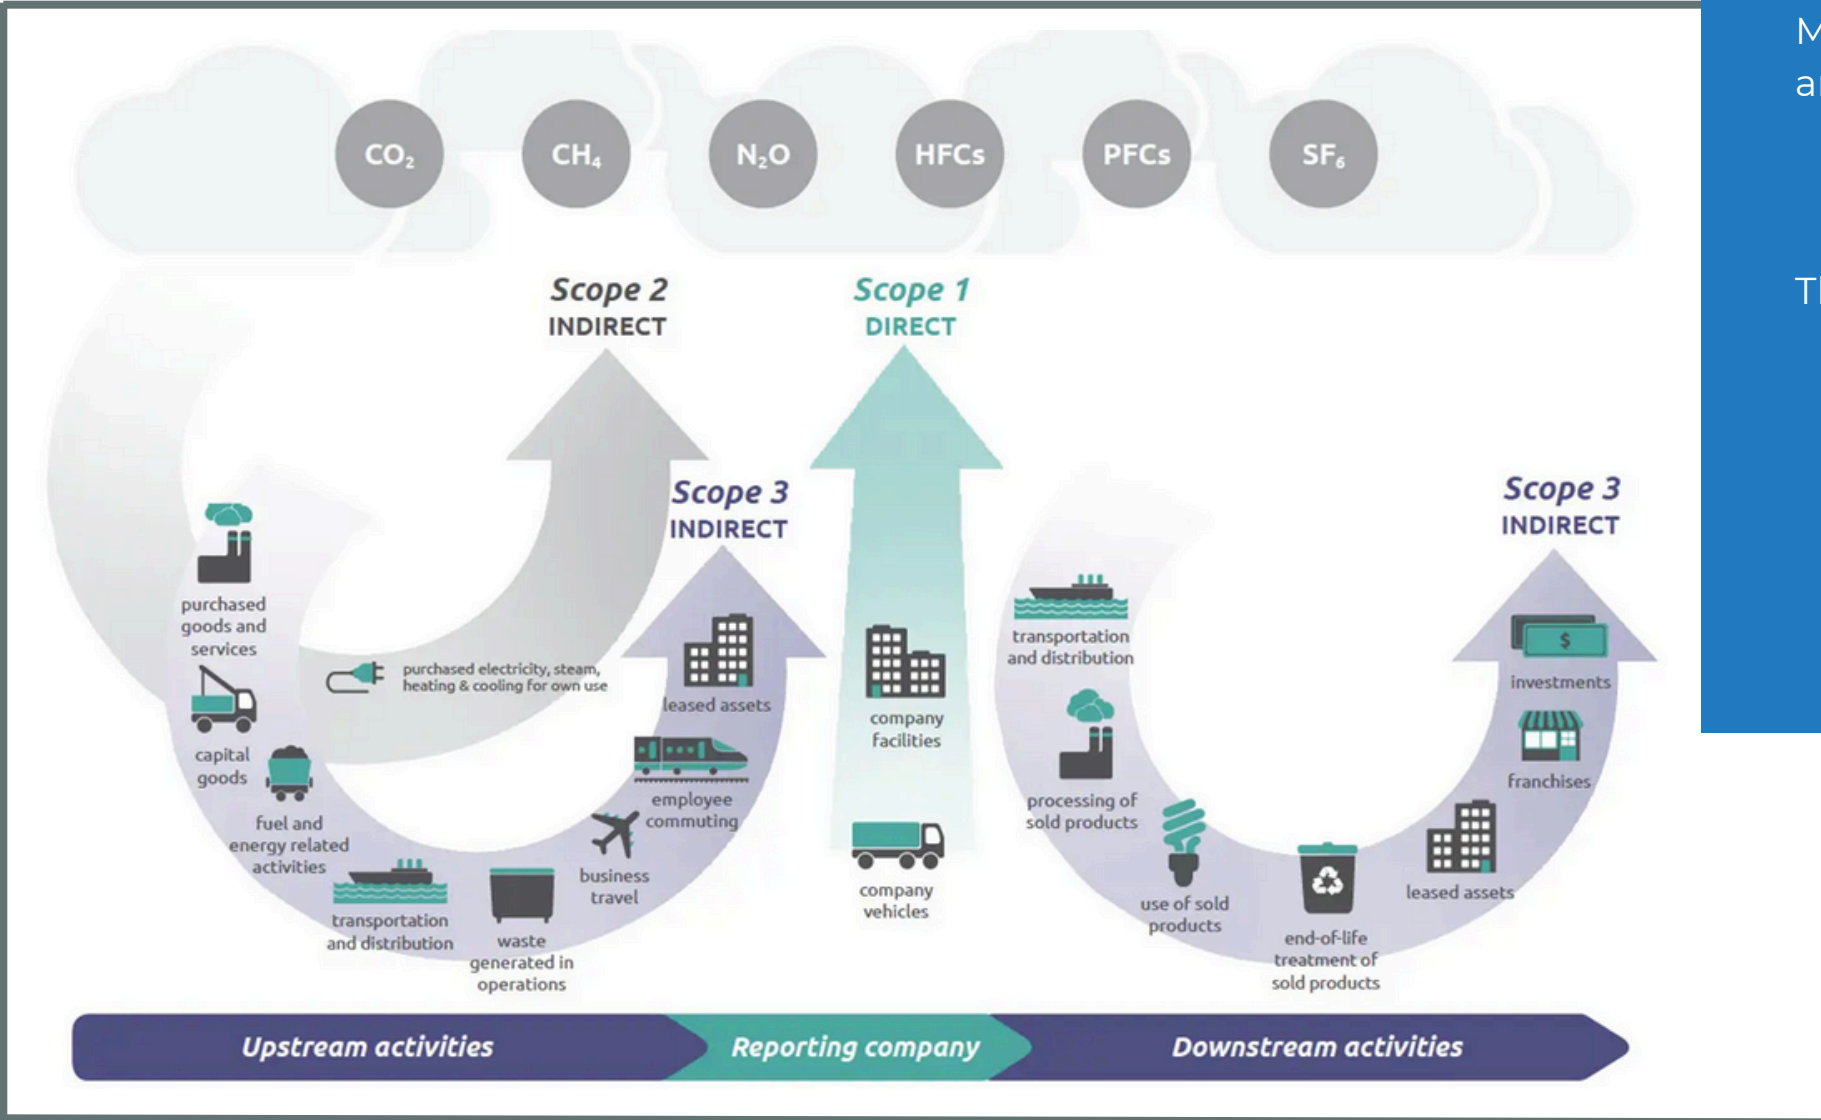 CO₂
CH₄
N₂O
HFCs
PFCs
SF₆
Scope 2
INDIRECT
Scope 1
DIRECT
Scope 3
INDIRECT
Scope 3
INDIRECT
purchased
goods and
services
capital
goods
fuel and
energy related
activities
transportation
and distribution
waste
generated in
operations
business
travel
employee
commuting
leased assets
purchased electricity, steam,
heating & cooling for own use
company
facilities
company
vehicles
transportation
and distribution
processing of
sold products
use of sold
products
end-of-life
treatment of
sold products
leased assets
franchises
$
investments
Upstream activities
Reporting company
Downstream activities